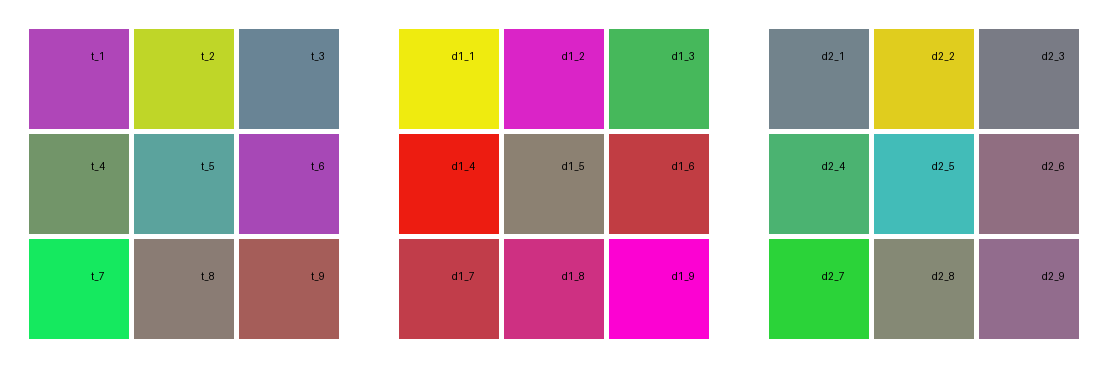 t_1 t_2 t_3 d1_1 d1_2 d1_3 d2_1 d2_2 d2_3
t_4 t_5 t_6 d1_4 d1_5 d1_6 d2_4 d2_5 d2_6
t_7 t_8 t_9 d1_7 d1_8 d1_9 d2_7 d2_8 d2_9